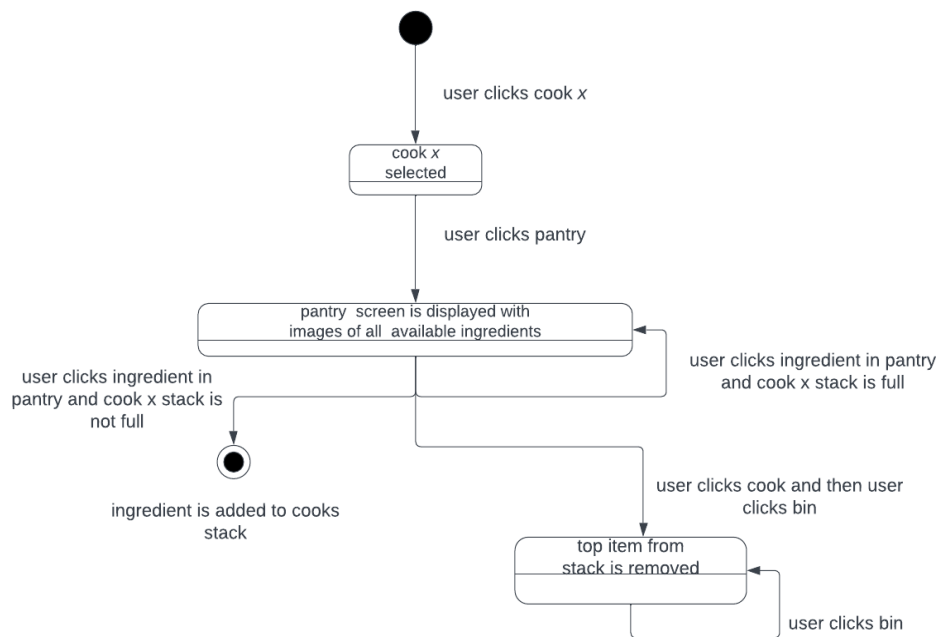 user clicks cook x
cook x
selected
user clicks pantry
pantry screen is displayed with
images of all available ingredients
user clicks ingredient in
pantry and cook x stack is
not full
user clicks ingredient in pantry
and cook x stack is full
ingredient is added to cooks
stack
user clicks cook and then user
clicks bin
top item from
stack is removed
user clicks bin